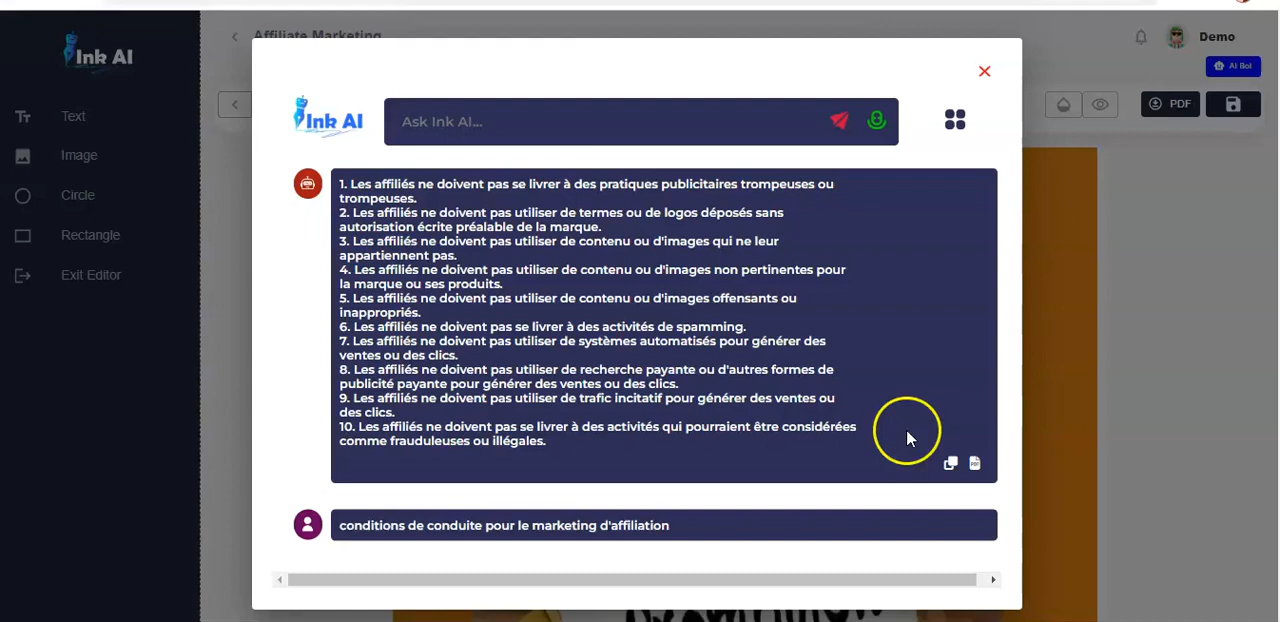 Ink AI
Affiliate Marketing
Demo
AI Bot
Text
Image
Circle
Rectangle
Exit Editor
PDF
Ink AI
Ask Ink AI...
1. Les affiliés ne doivent pas se livrer à des pratiques publicitaires trompeuses ou
trompeuses.
2. Les affiliés ne doivent pas utiliser de termes ou de logos déposés sans
autorisation écrite préalable de la marque.
3. Les affiliés ne doivent pas utiliser de contenu ou d'images qui ne leur
appartiennent pas.
4. Les affiliés ne doivent pas utiliser de contenu ou d'images non pertinentes pour
la marque ou ses produits.
5. Les affiliés ne doivent pas utiliser de contenu ou d'images offensants ou
inappropriés.
6. Les affiliés ne doivent pas se livrer à des activités de spamming.
7. Les affiliés ne doivent pas utiliser de systèmes automatisés pour générer des
ventes ou des clics.
8. Les affiliés ne doivent pas utiliser de recherche payante ou d'autres formes de
publicité payante pour générer des ventes ou des clics.
9. Les affiliés ne doivent pas utiliser de trafic incitatif pour générer des ventes ou
des clics.
10. Les affiliés ne doivent pas se livrer à des activités qui pourraient être considérées
comme frauduleuses ou illégales.
PDF
conditions de conduite pour le marketing d'affiliation